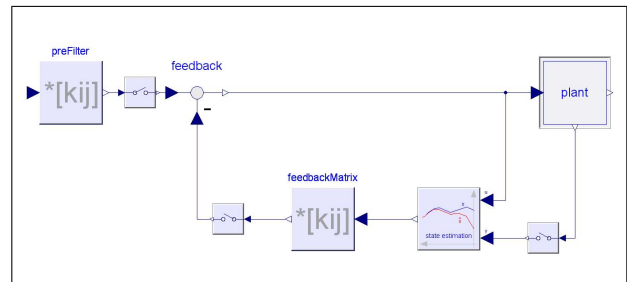 preFilter
feedback
*[kij]
plant
feedbackMatrix
*[kij]
state estimation